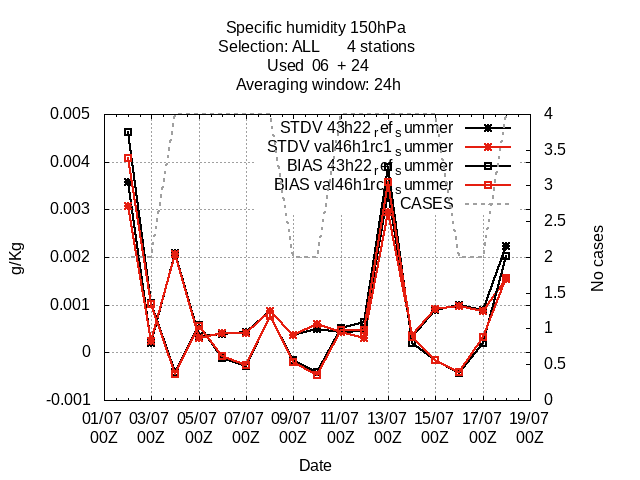 Specific humidity 150hPa
Selection: ALL 4 stations
Used 06 + 24
Averaging window: 24h
0.005
0.004
0.003
0.002
0.001
0
-0.001
g/Kg
STDV 43h22refsummer
STDV val46h1rc1summer
BIAS 43h22refsummer
BIAS val46h1rc1summer
CASES
4
3.5
3
2.5
2
1.5
1
0.5
0
No cases
01/07 03/07 05/07 07/07 09/07 11/07 13/07 15/07 17/07 19/07
00Z 00Z 00Z 00Z 00Z 00Z 00Z 00Z 00Z 00Z
Date